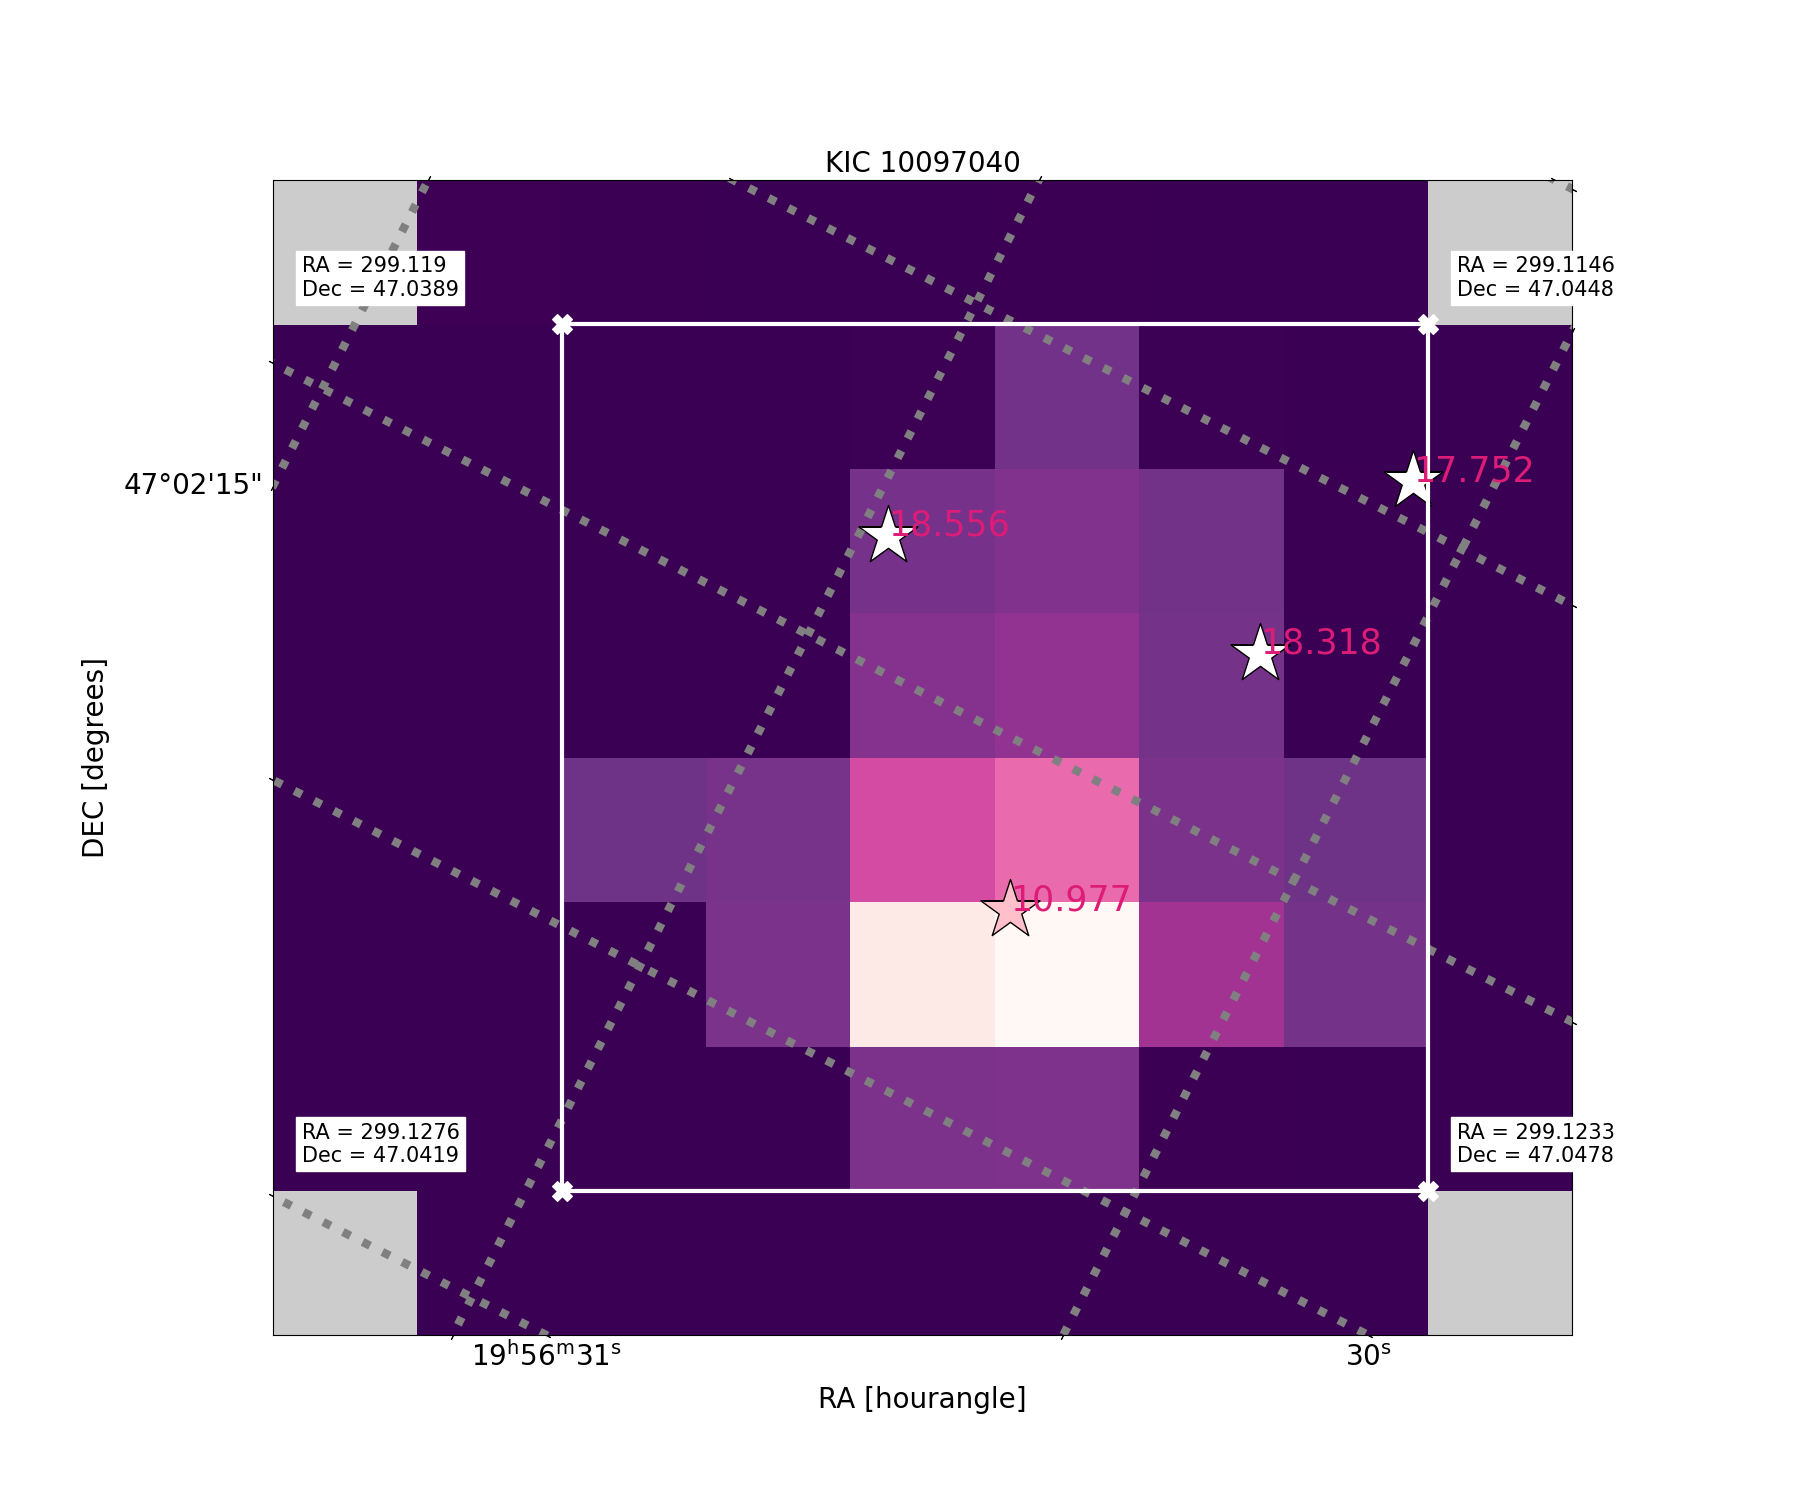 KIC 10097040
RA = 299.119
Dec = 47.0389
RA = 299.1146
Dec = 47.0448
47°02'15"
17.752
18.556
18.318
DEC [degrees]
10.977
RA = 299.1276
Dec = 47.0419
RA = 299.1233
Dec = 47.0478
19h56m31s
30s
RA [hourangle]